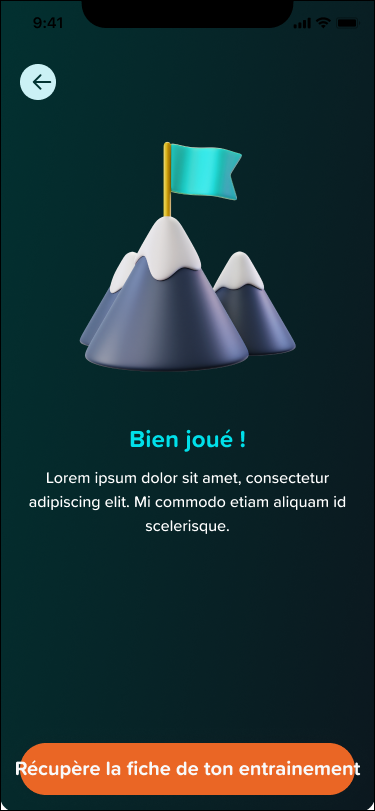 9:41
Bien joué !
Lorem ipsum dolor sit amet, consectetur
adipiscing elit. Mi commodo etiam aliquam id
scelerisque.
Récupère la fiche de ton entrainement